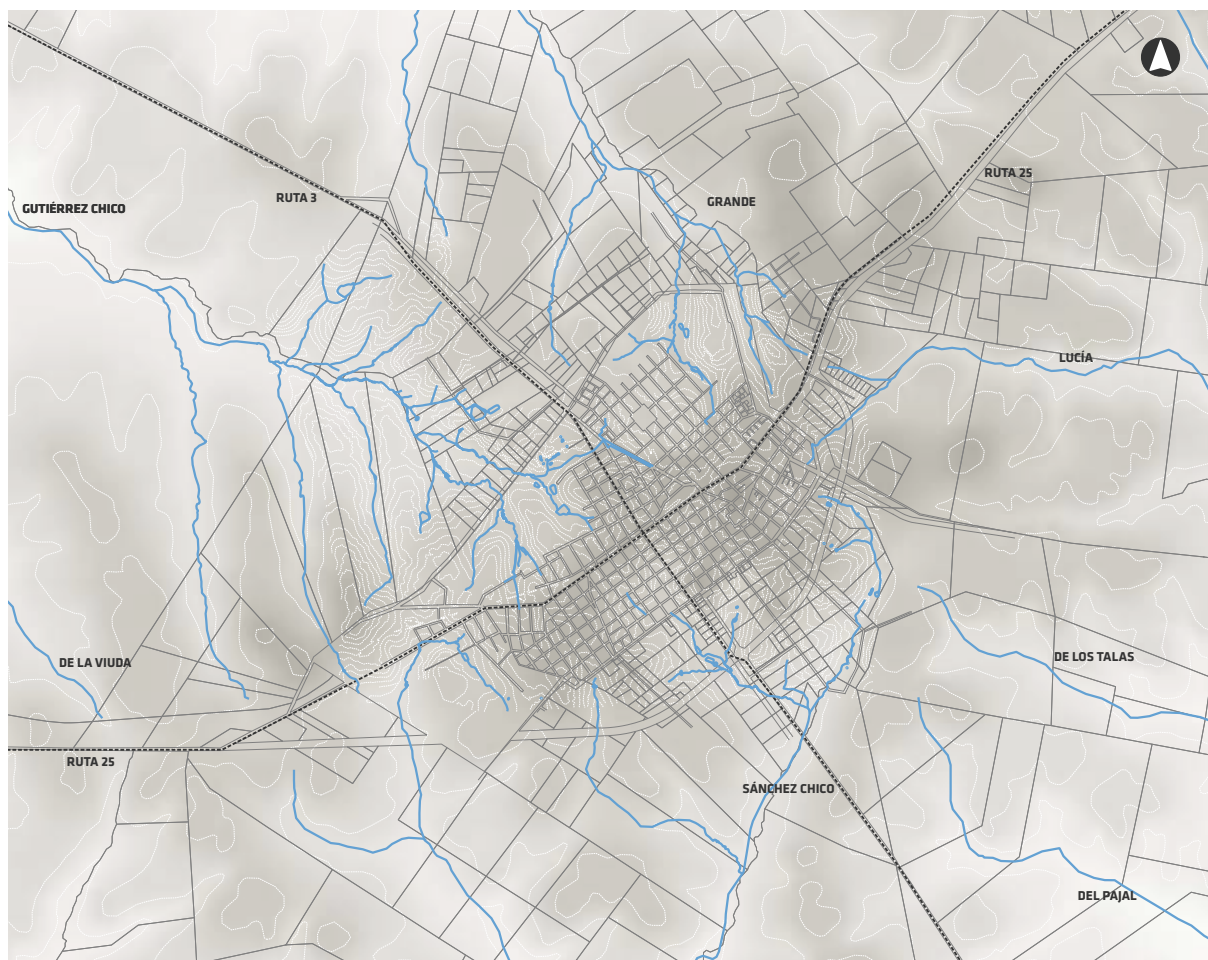 RUTA 25
RUTA 3
GRANDE
GUTIÉRREZ CHICO
LUCÍA
DE LA VIUDA
DE LOS TALAS
RUTA 25
SÁNCHEZ CHICO
DEL PAJAL